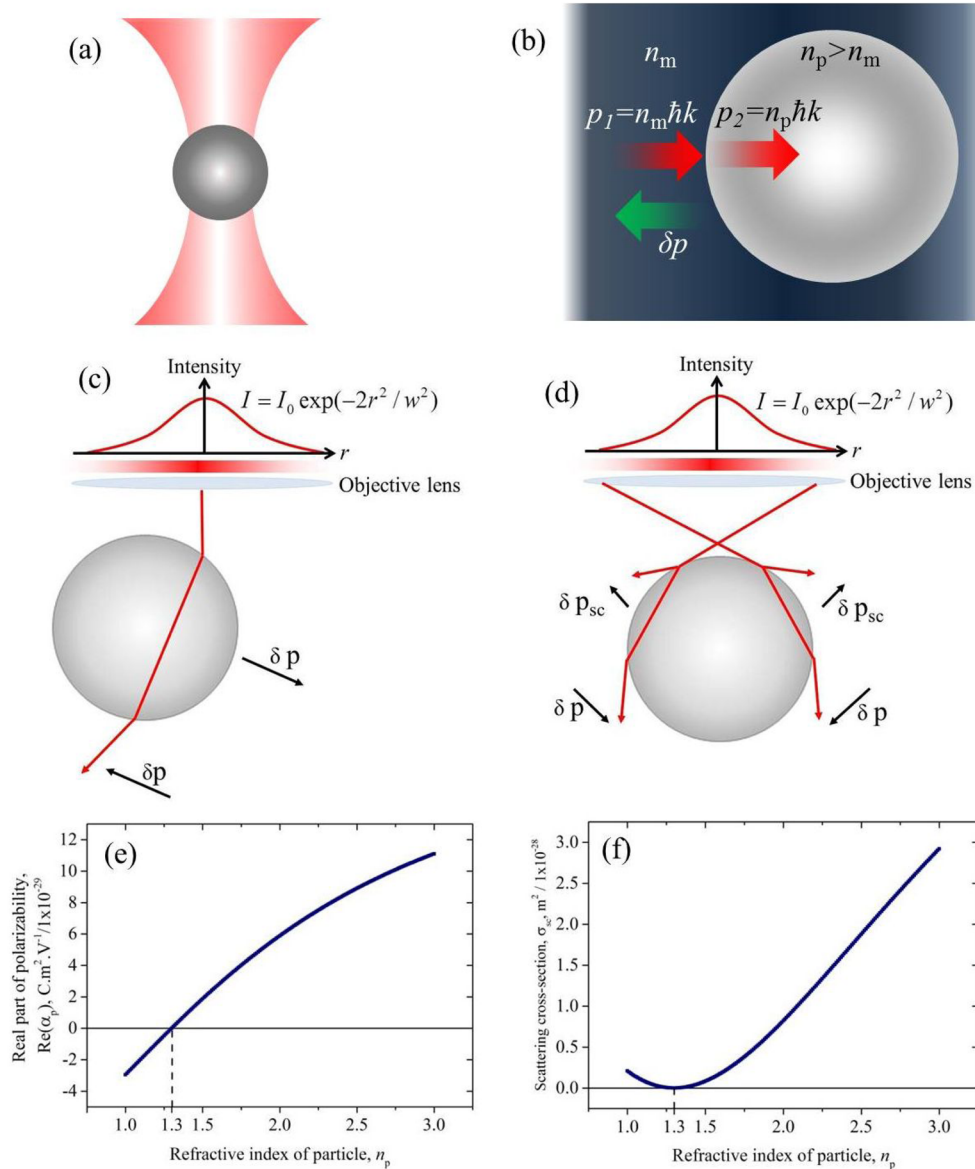 (a)
(b)
n_m
n_p>n_m
p_1=n_mħk
p_2=n_pħk
δp
(c)
Intensity
I = I_0 exp(−2r^2 / w^2)
r
Objective lens
δ p
δp
(d)
Intensity
I = I_0 exp(−2r^2 / w^2)
r
Objective lens
δ p_sc
δ p_sc
δ p
δ p
(e)
Real part of polarizability,
Re(α_p), C.m^2.V^-1/1x10^-29
12
10
8
6
4
2
0
-2
-4
1.0 1.3 1.5 2.0 2.5 3.0
Refractive index of particle, n_p
(f)
Scattering cross-section, σ_sc, m^2 / 1x10^-28
3.0
2.5
2.0
1.5
1.0
0.5
0.0
1.0 1.3 1.5 2.0 2.5 3.0
Refractive index of particle, n_p